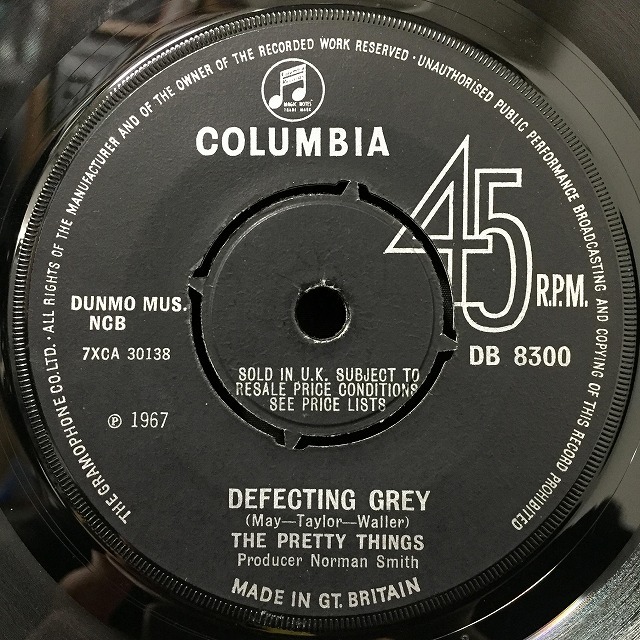 THE GRAMOPHONE CO. LTD. · ALL RIGHTS OF THE MANUFACTURER AND OF THE OWNER OF THE RECORDED WORK RESERVED · UNAUTHORISED PUBLIC PERFORMANCE BROADCASTING AND COPYING OF THIS RECORD PROHIBITED
MAGIC NOTES
TRADE MARK
COLUMBIA
45 R.P.M.
DUNMO MUS.
NCB
7XCA 30138
DB 8300
SOLD IN U.K. SUBJECT TO
RESALE PRICE CONDITIONS
SEE PRICE LISTS
℗ 1967
DEFECTING GREY
(May—Taylor—Waller)
THE PRETTY THINGS
Producer Norman Smith
MADE IN GT. BRITAIN